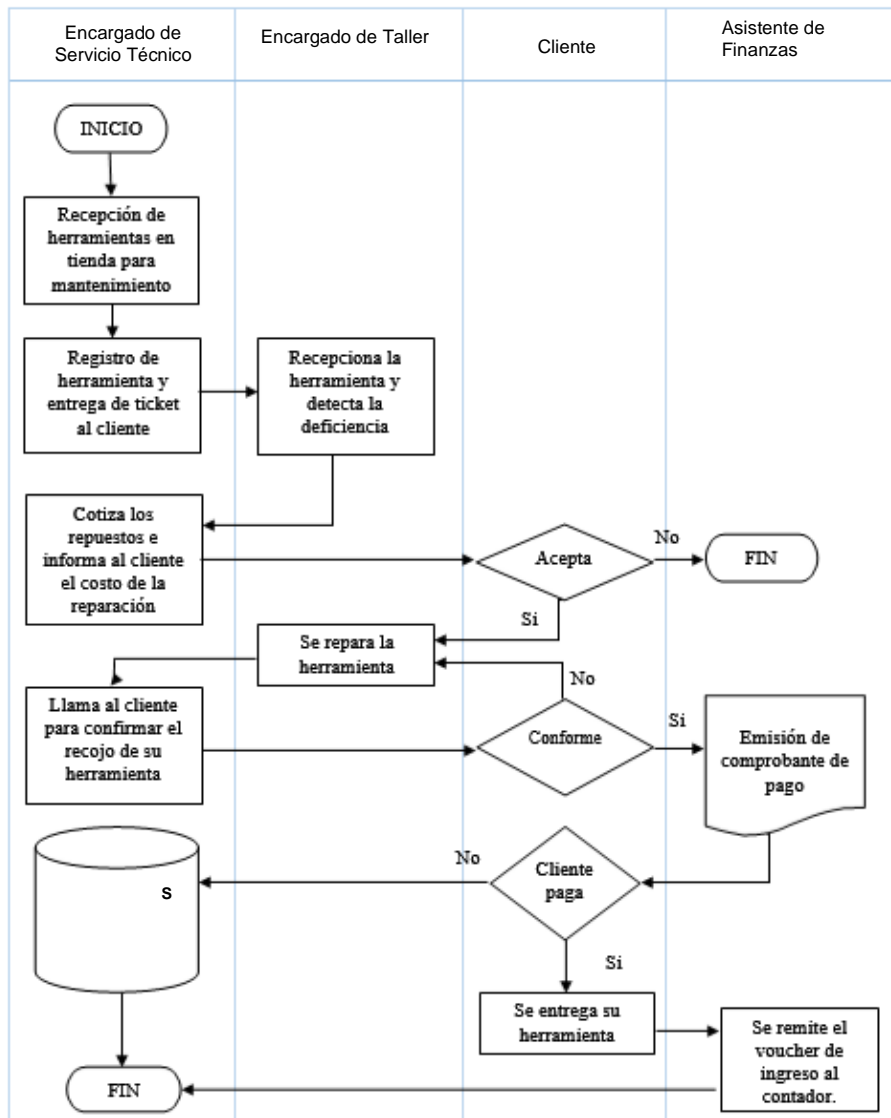 Encargado de
Servicio Técnico
Encargado de Taller
Cliente
Asistente de
Finanzas
INICIO
Recepción de
herramientas en
tienda para
mantenimiento
Registro de
herramienta y
entrega de ticket
al cliente
Recepciona la
herramienta y
detecta la
deficiencia
Cotiza los
repuestos e
informa al cliente
el costo de la
reparación
Acepta
No
FIN
Si
Se repara la
herramienta
No
Llama al cliente
para confirmar el
recojo de su
herramienta
Conforme
Si
Emisión de
comprobante de
pago
Cliente
paga
No
s
Si
Se entrega su
herramienta
Se remite el
voucher de
ingreso al
contador.
FIN